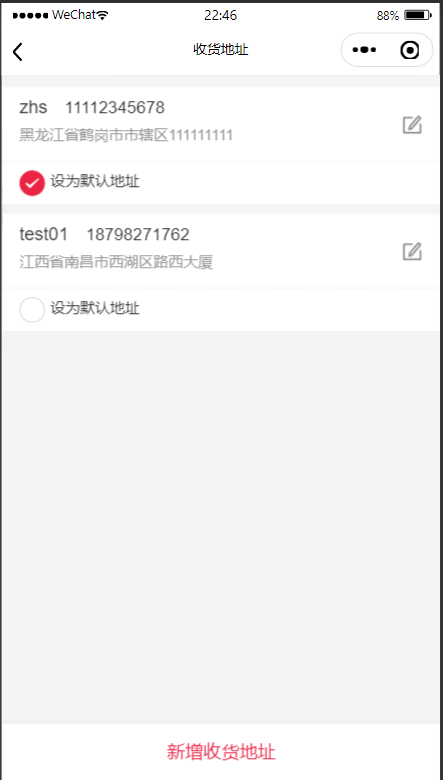 WeChat 22:46 88%
收货地址
zhs 11112345678
黑龙江省鹤岗市市辖区111111111
设为默认地址
test01 18798271762
江西省南昌市西湖区路西大厦
设为默认地址
新增收货地址